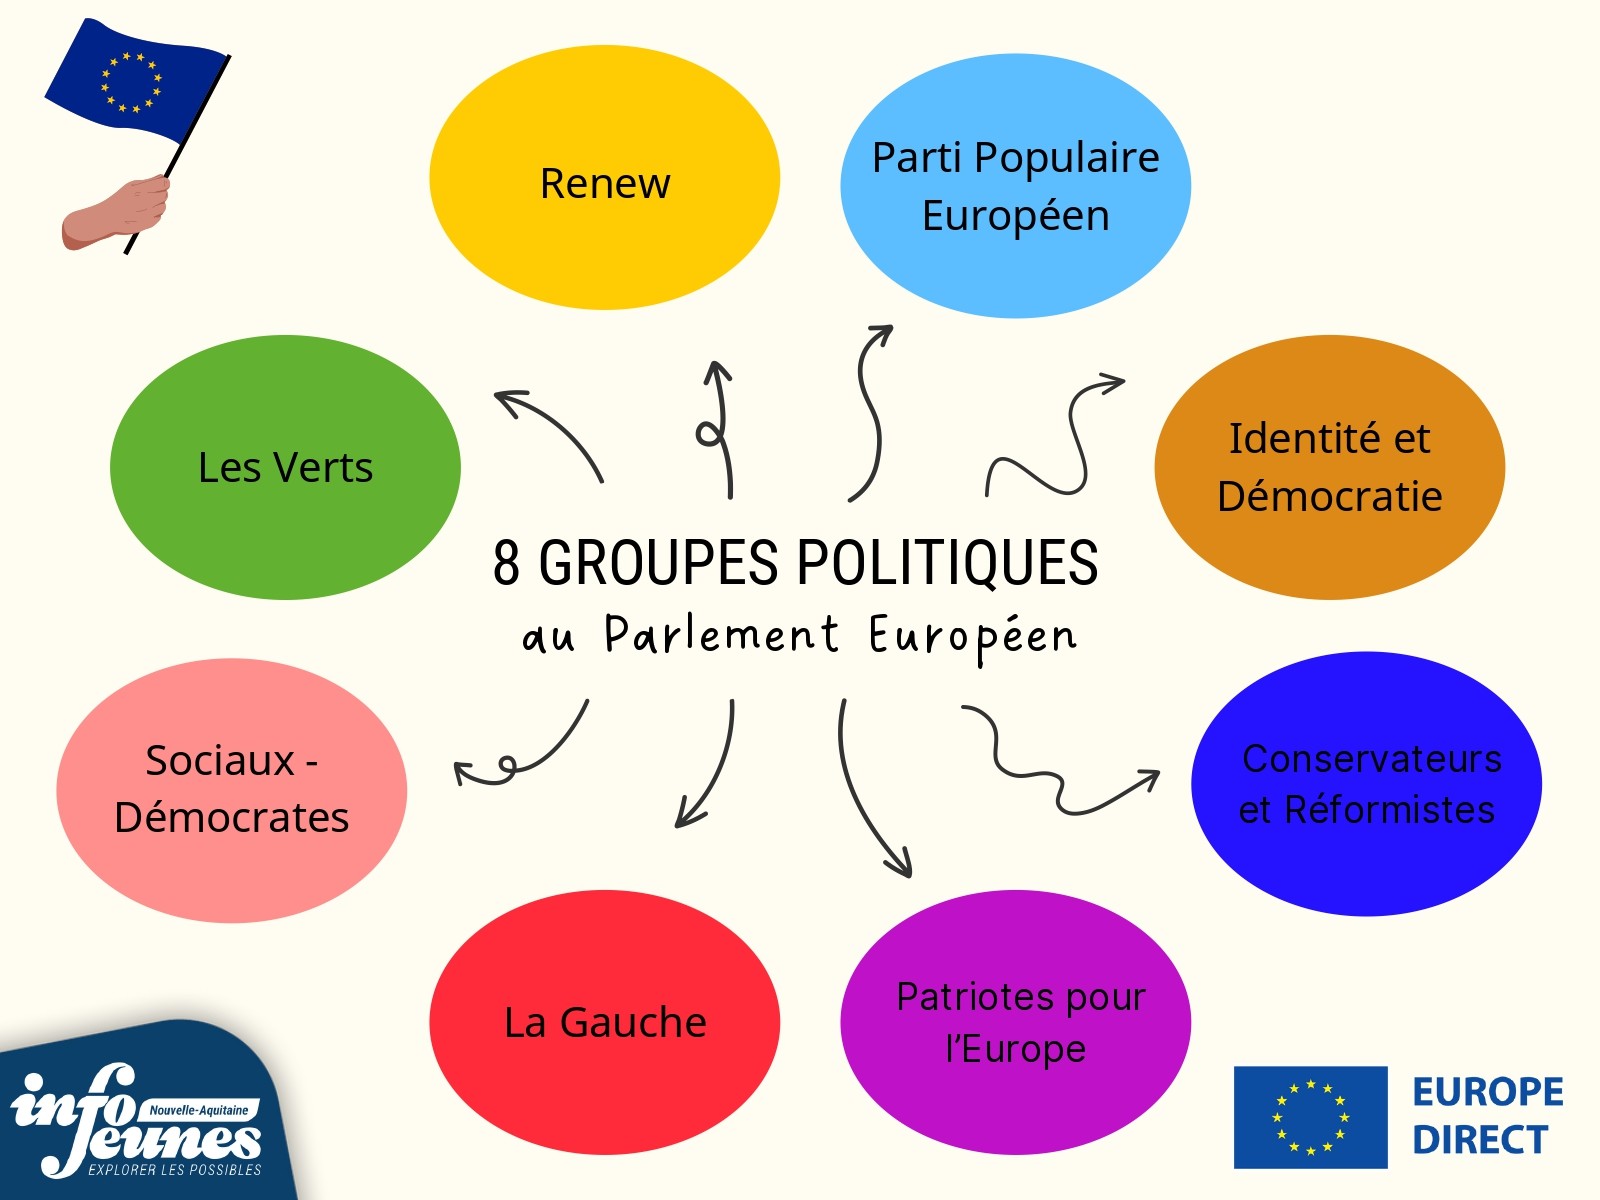 Renew
Parti Populaire
Européen
Les Verts
Identité et
Démocratie
8 GROUPES POLITIQUES
au Parlement Européen
Sociaux -
Démocrates
Conservateurs
et Réformistes
La Gauche
Patriotes pour
l’Europe
info
Nouvelle-Aquitaine
Jeunes
EXPLORER LES POSSIBLES
EUROPE
DIRECT